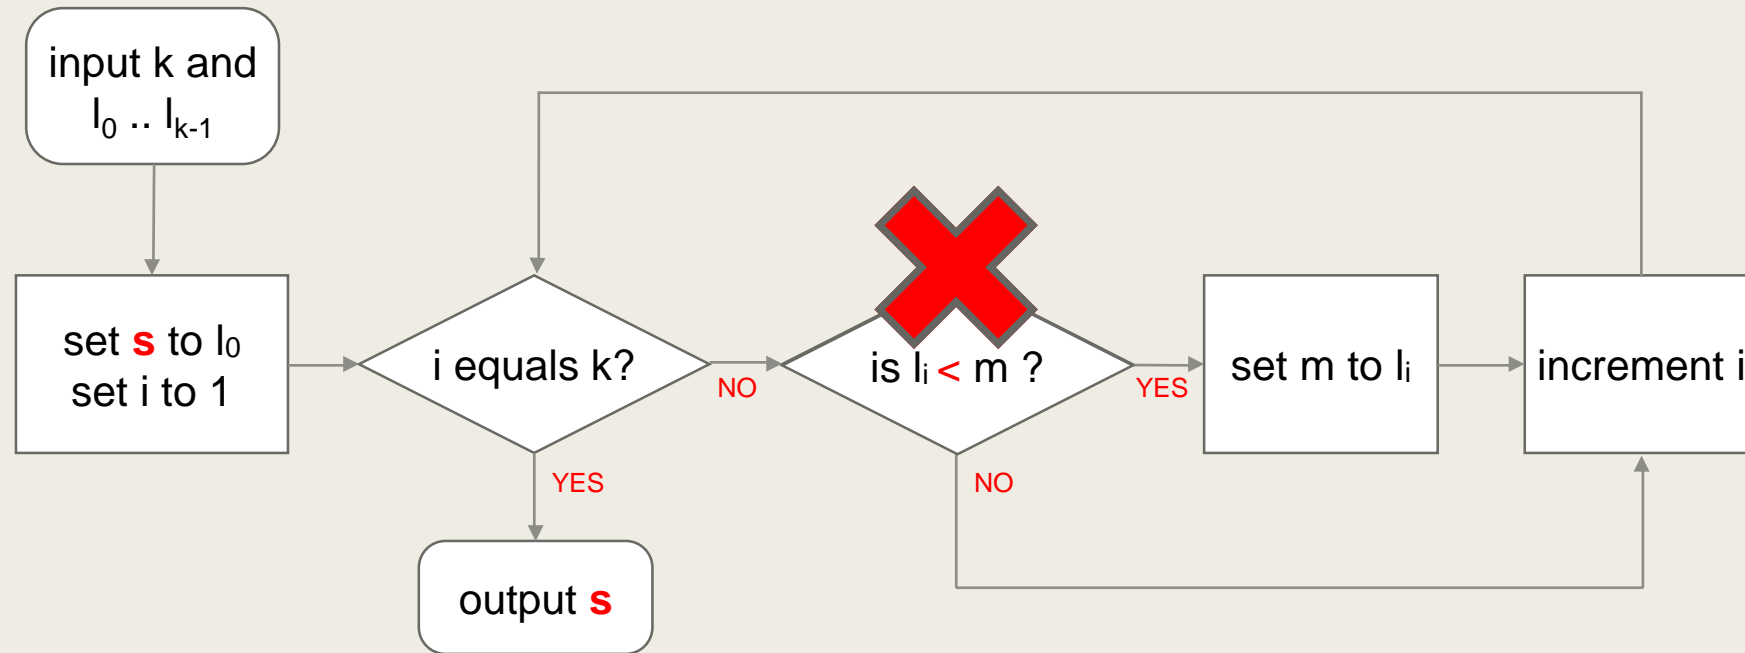 input k and
l₀ .. lₖ₋₁
set s to l₀
set i to 1
i equals k?
NO
is lᵢ < m ?
YES
set m to lᵢ
increment i
YES
NO
output s